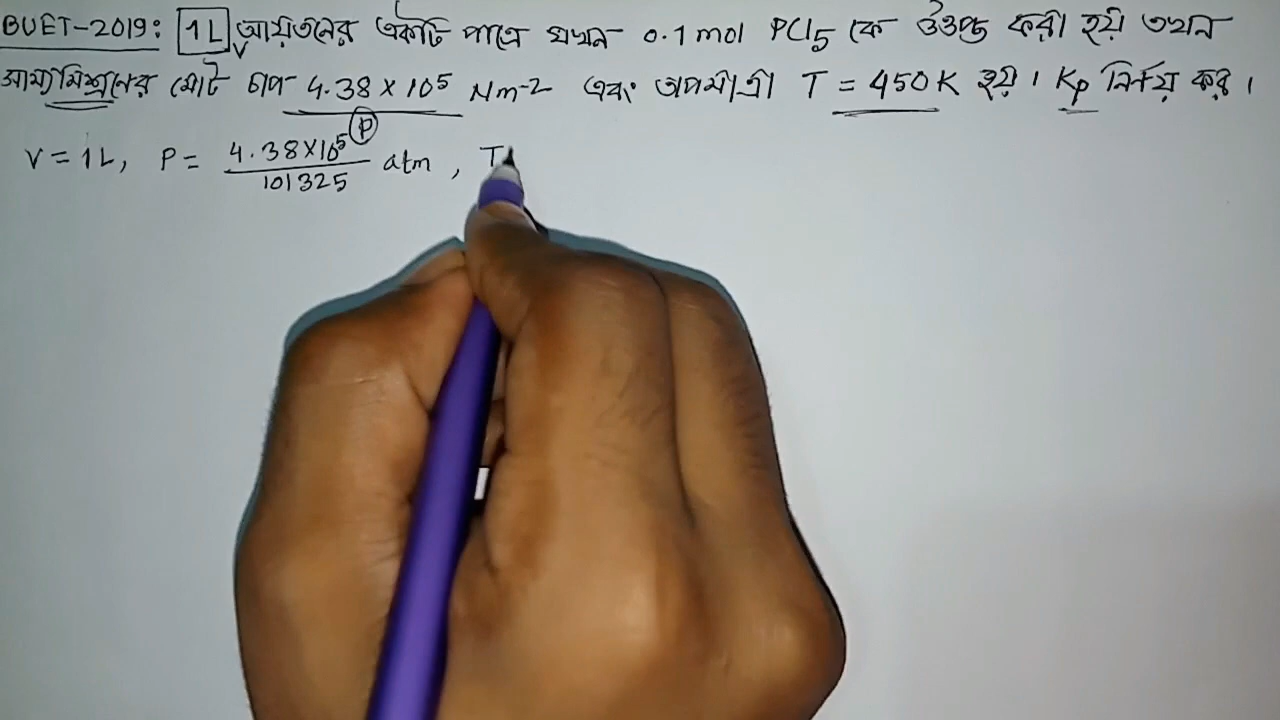 BUET-2019: 1L আয়তনের একটি পাত্রে যখন 0.1 mol PCl5 কে উত্তপ্ত করা হয় তখন
V
সাম্যমিশ্রনের মোট চাপ 4.38 × 10⁵ Nm-2 এবং তাপমাত্রা T = 450K হয়। Kp নির্ণয় কর।
P
V = 1L, P = 4.38×10⁵ / 101325 atm, T